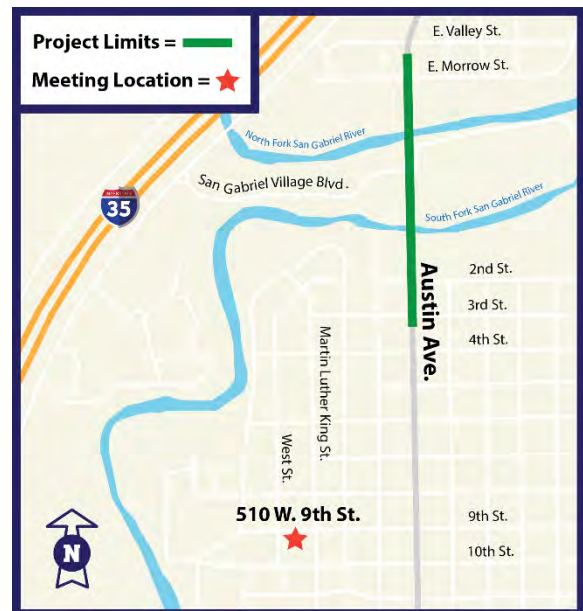 Project Limits =
Meeting Location =
E. Valley St.
E. Morrow St.
North Fork San Gabriel River
San Gabriel Village Blvd.
South Fork San Gabriel River
INTERSTATE
35
Austin Ave.
2nd St.
3rd St.
4th St.
Martin Luther King St.
West St.
510 W. 9th St.
9th St.
10th St.
N